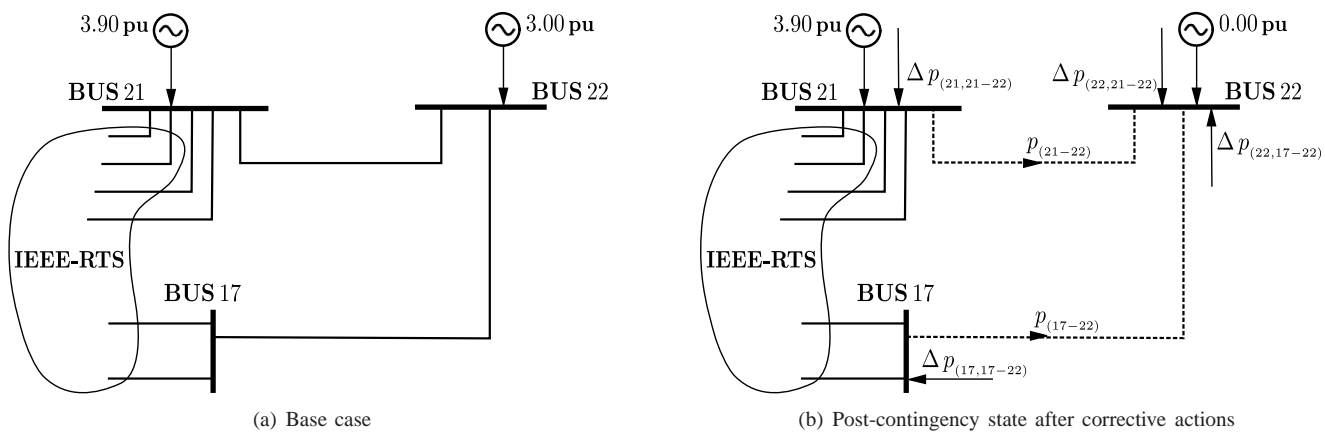 3.90 pu
3.00 pu
BUS 21
BUS 22
IEEE-RTS
BUS 17
(a) Base case
3.90 pu
0.00 pu
Δ p(21,21−22)
Δ p(22,21−22)
BUS 21
BUS 22
p(21−22)
Δ p(22,17−22)
IEEE-RTS
BUS 17
p(17−22)
Δ p(17,17−22)
(b) Post-contingency state after corrective actions